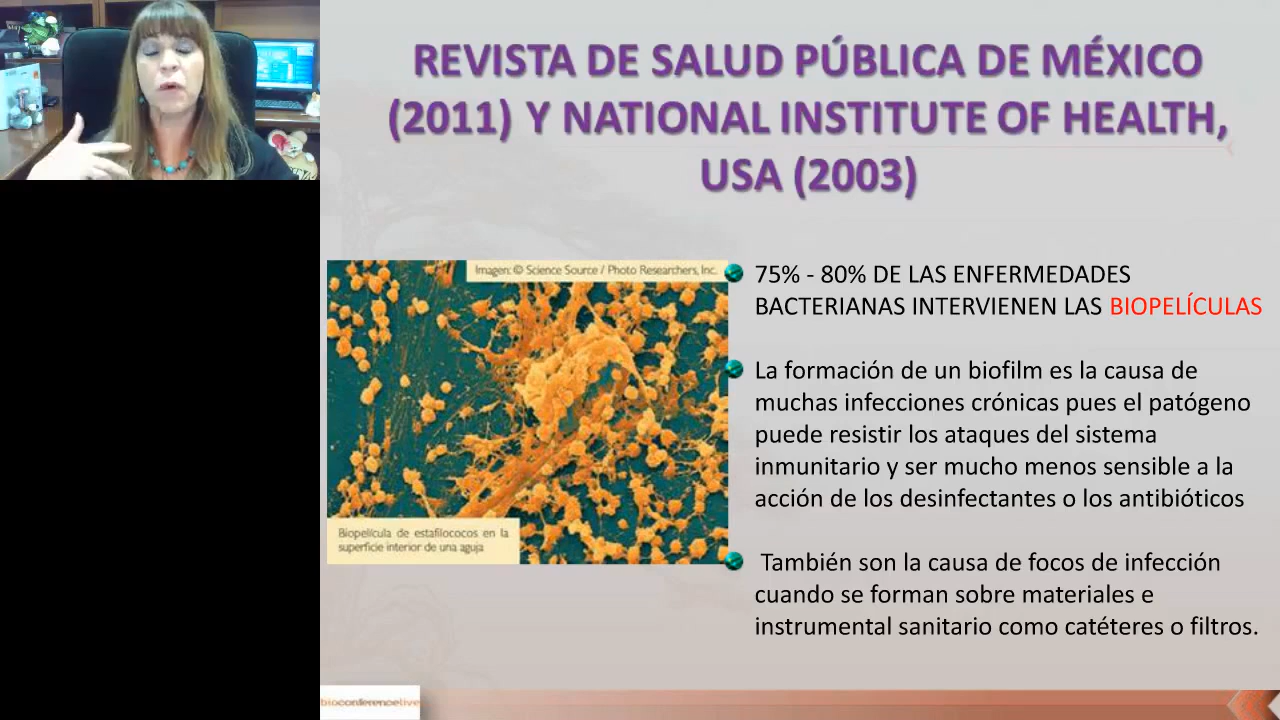 REVISTA DE SALUD PÚBLICA DE MÉXICO
(2011) Y NATIONAL INSTITUTE OF HEALTH,
USA (2003)
Imagen: © Science Source / Photo Researchers, Inc.
Biopelícula de estafilococos en la
superficie interior de una aguja
75% - 80% DE LAS ENFERMEDADES
BACTERIANAS INTERVIENEN LAS BIOPELÍCULAS
La formación de un biofilm es la causa de
muchas infecciones crónicas pues el patógeno
puede resistir los ataques del sistema
inmunitario y ser mucho menos sensible a la
acción de los desinfectantes o los antibióticos
También son la causa de focos de infección
cuando se forman sobre materiales e
instrumental sanitario como catéteres o filtros.
bioconferencelive